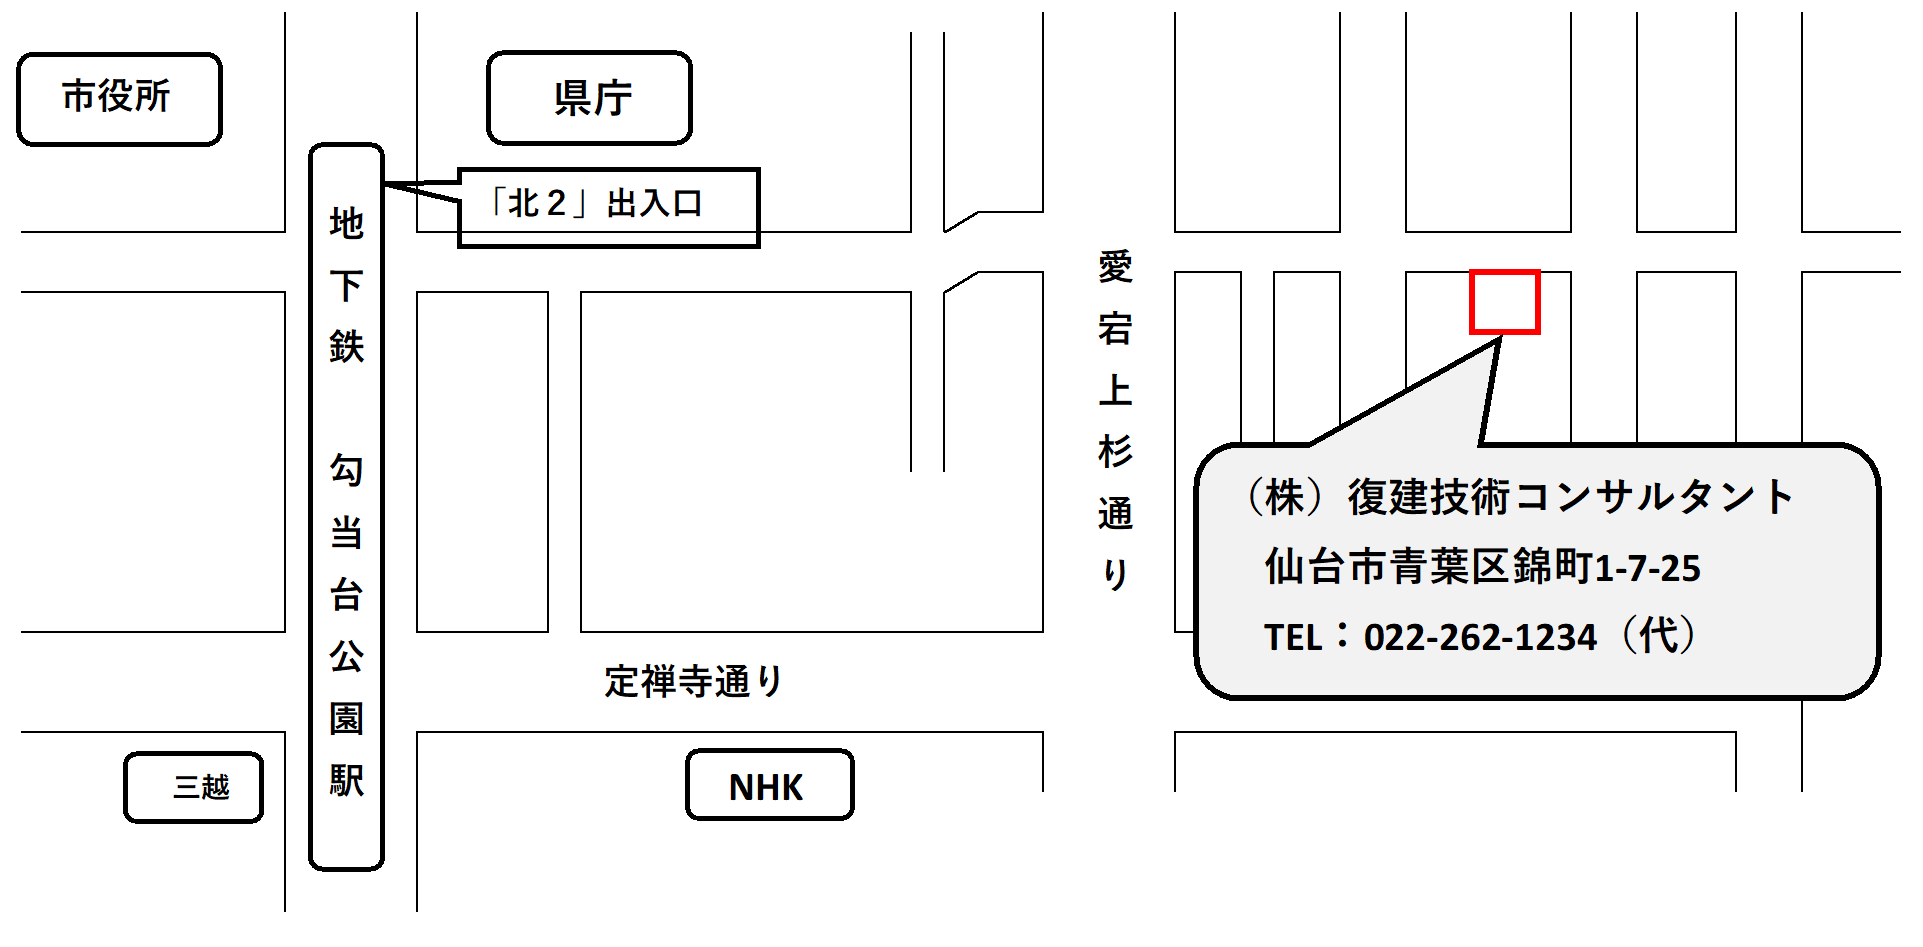 市役所
県庁
「北２」出入口
地下鉄　勾当台公園駅
愛宕上杉通り
（株）復建技術コンサルタント
仙台市青葉区錦町1-7-25
TEL：022-262-1234（代）
定禅寺通り
三越
NHK